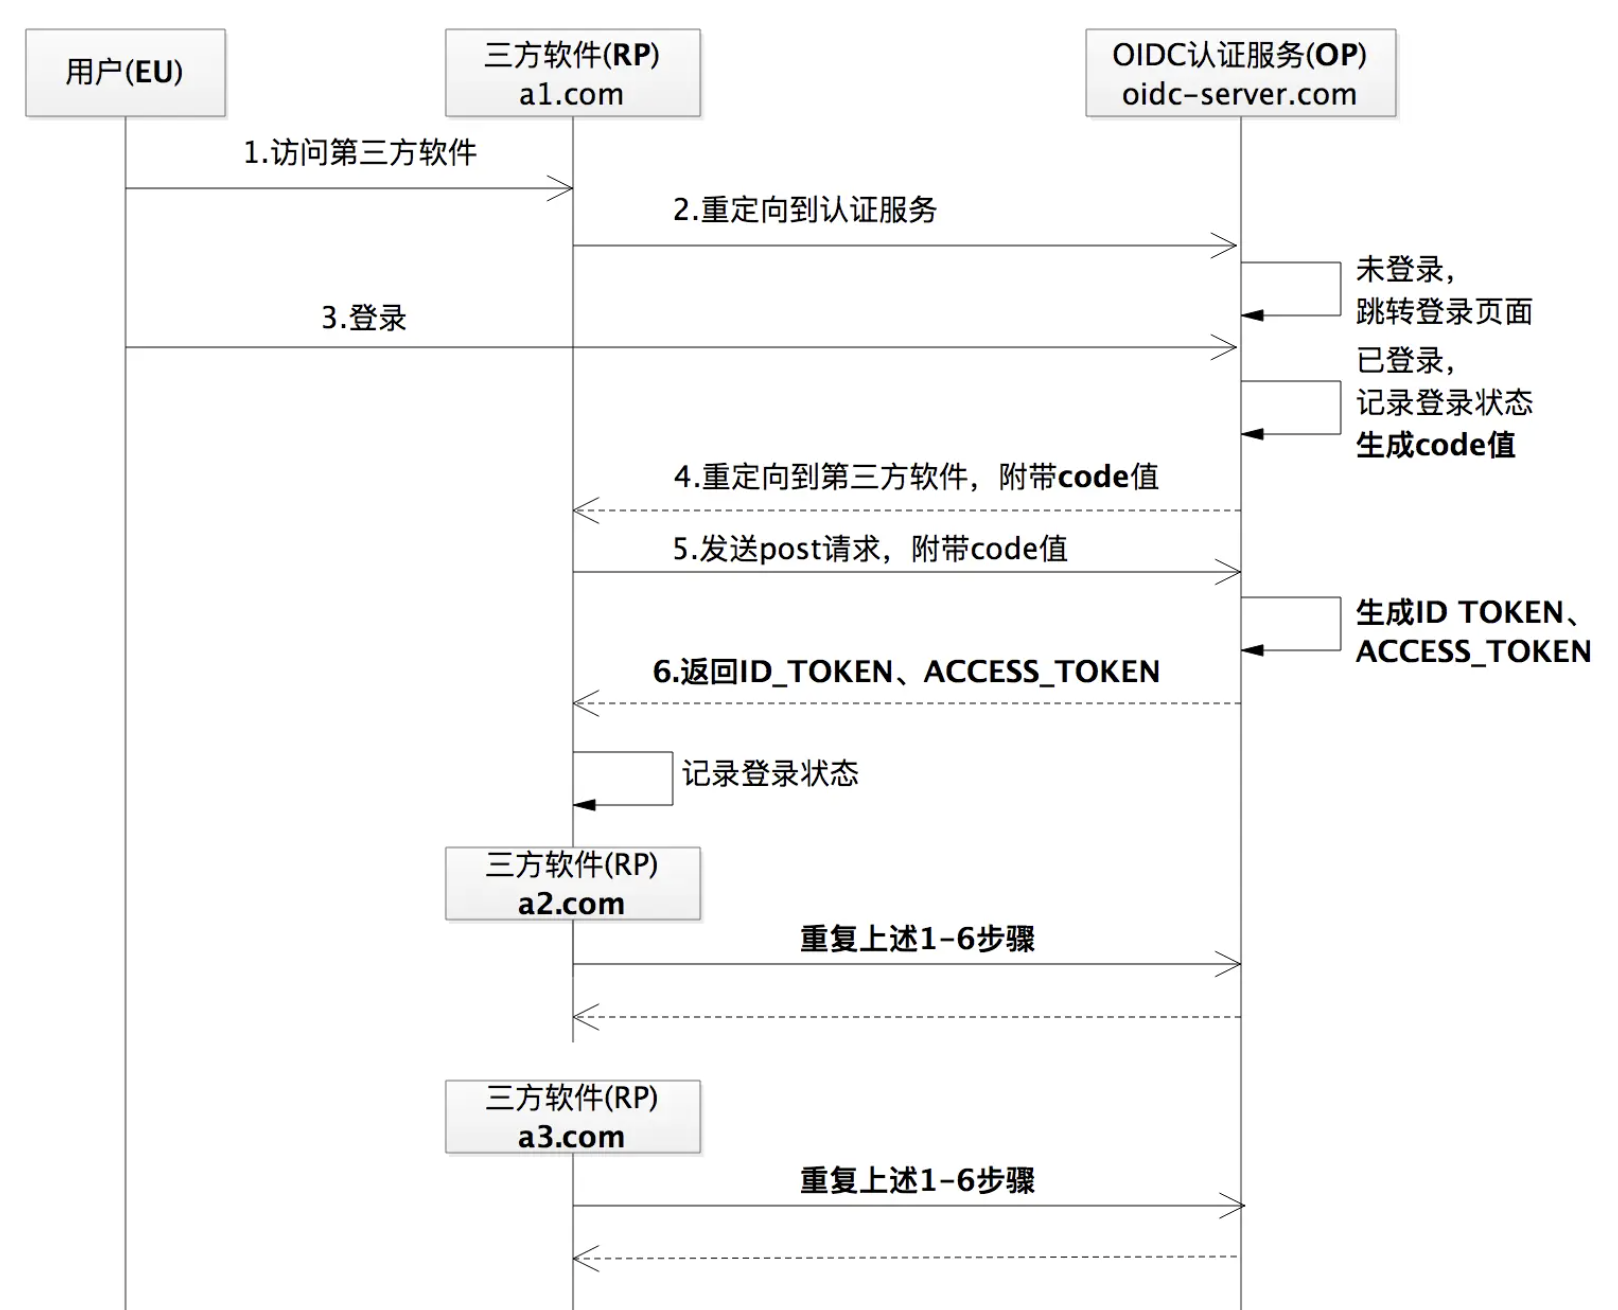 用户(EU)
三方软件(RP)
a1.com
OIDC认证服务(OP)
oidc-server.com
1.访问第三方软件
2.重定向到认证服务
未登录，
跳转登录页面
3.登录
已登录，
记录登录状态
生成code值
4.重定向到第三方软件，附带code值
5.发送post请求，附带code值
生成ID TOKEN、
ACCESS_TOKEN
6.返回ID_TOKEN、ACCESS_TOKEN
记录登录状态
三方软件(RP)
a2.com
重复上述1-6步骤
三方软件(RP)
a3.com
重复上述1-6步骤